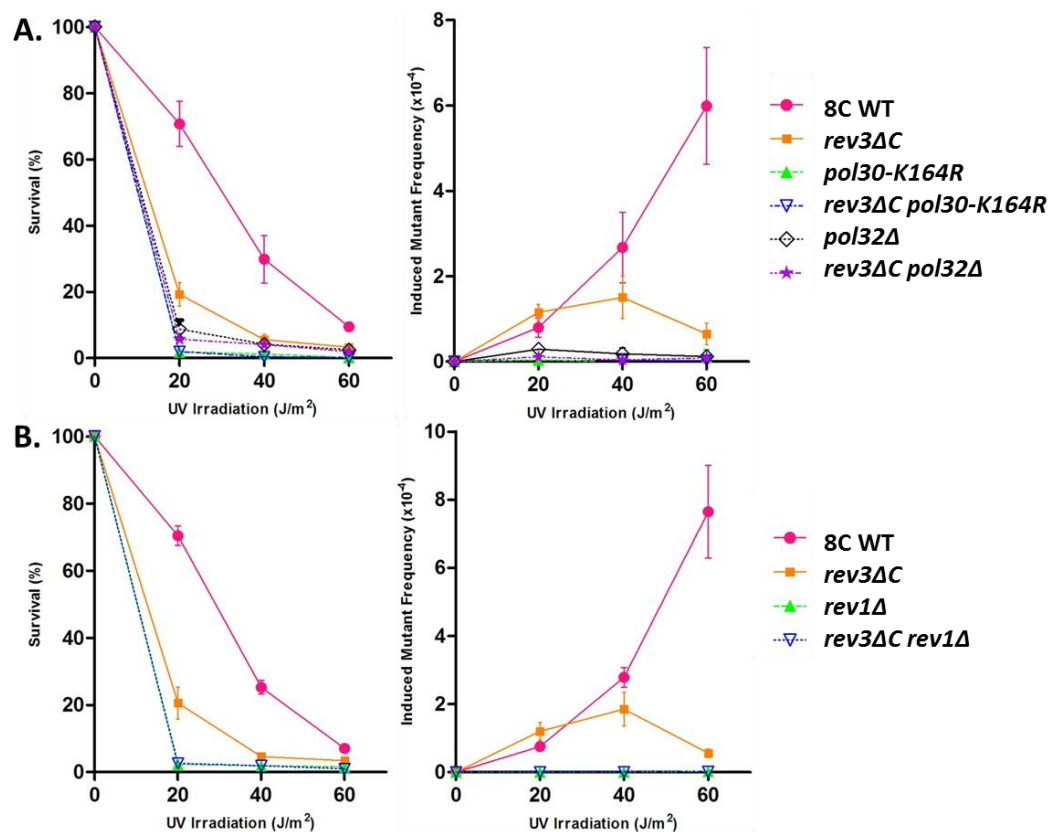 A.
Survival (%)
100
80
60
40
20
0
0 20 40 60
UV Irradiation (J/m²)
Induced Mutant Frequency (x10⁻⁴)
8
6
4
2
0
0 20 40 60
UV Irradiation (J/m²)
8C WT
rev3ΔC
pol30-K164R
rev3ΔC pol30-K164R
pol32Δ
rev3ΔC pol32Δ
B.
Survival (%)
100
80
60
40
20
0
0 20 40 60
UV Irradiation (J/m²)
Induced Mutant Frequency (x10⁻⁴)
10
8
6
4
2
0
0 20 40 60
UV Irradiation (J/m²)
8C WT
rev3ΔC
rev1Δ
rev3ΔC rev1Δ